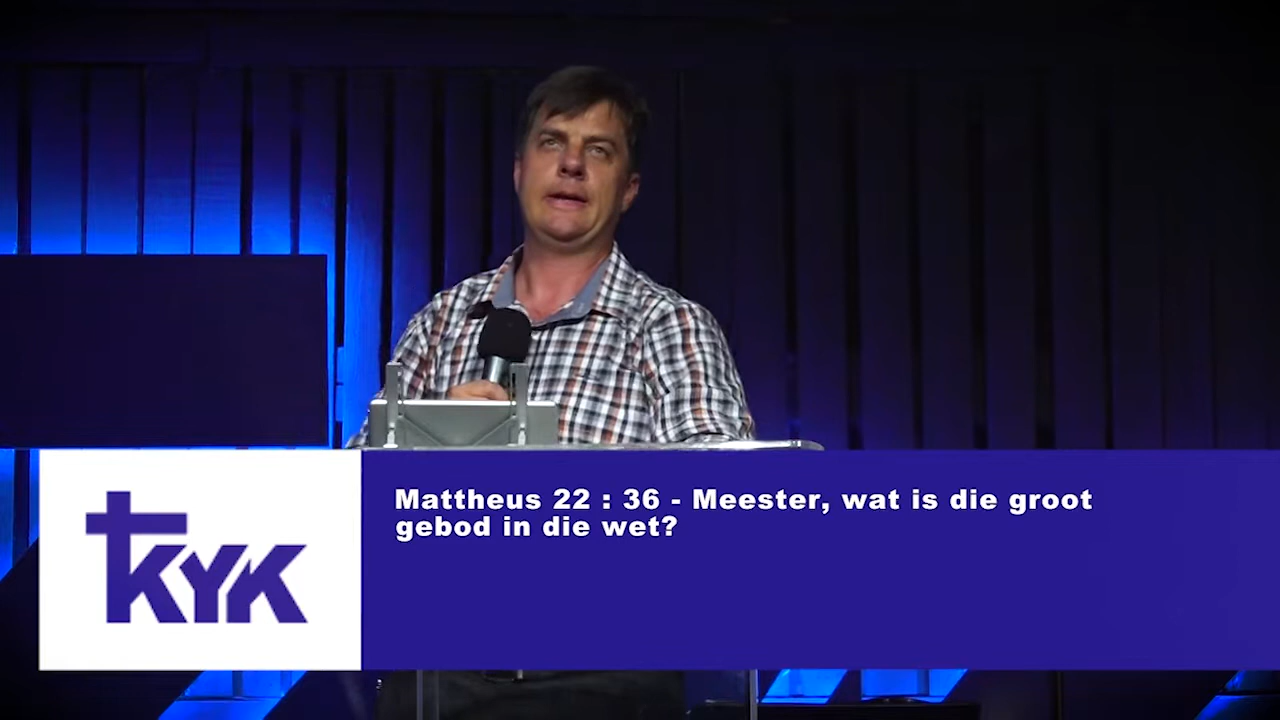 Mattheus 22 : 36 - Meester, wat is die groot
gebod in die wet?
KYK